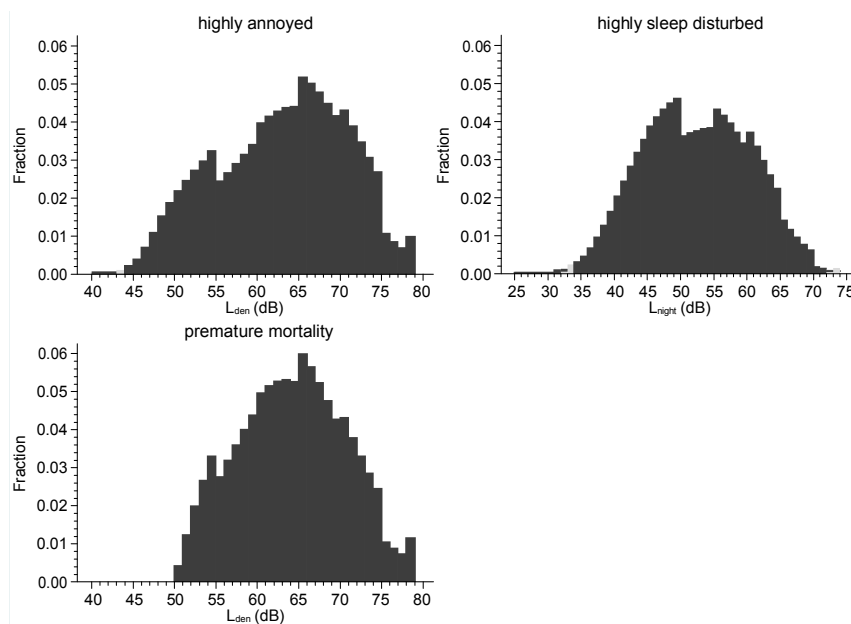 highly annoyed
0.06
0.05
0.04
0.03
0.02
0.01
0.00
Fraction
40 45 50 55 60 65 70 75 80
Lden (dB)
highly sleep disturbed
0.06
0.05
0.04
0.03
0.02
0.01
0.00
Fraction
25 30 35 40 45 50 55 60 65 70 75
Lnight (dB)
premature mortality
0.06
0.05
0.04
0.03
0.02
0.01
0.00
Fraction
40 45 50 55 60 65 70 75 80
Lden (dB)